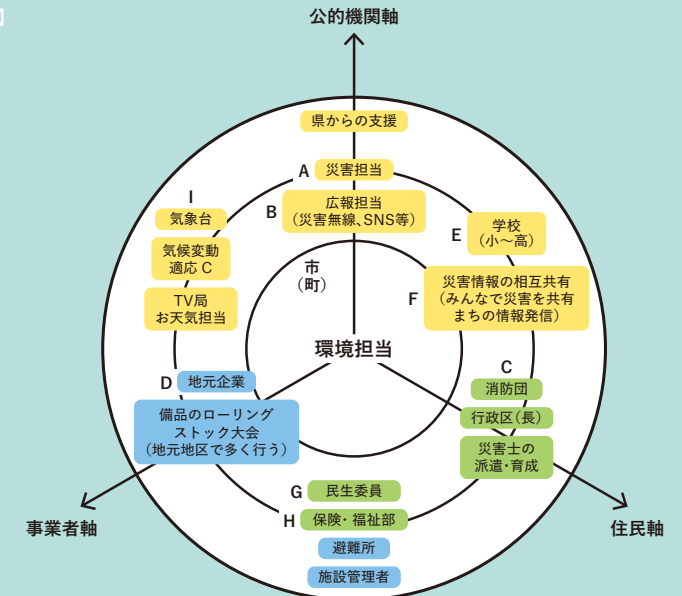 】
公的機関軸
県からの支援
A
災害担当
B
広報担当
（災害無線、SNS等）
I
気象台
気候変動
適応 C
TV局
お天気担当
E
学校
（小〜高）
F
災害情報の相互共有
（みんなで災害を共有
まちの情報発信）
市
（町）
環境担当
C
消防団
行政区（長）
災害士の
派遣・育成
D
地元企業
備品のローリング
ストック大会
（地元地区で多く行う）
G
民生委員
H
保険・福祉部
避難所
施設管理者
事業者軸
住民軸